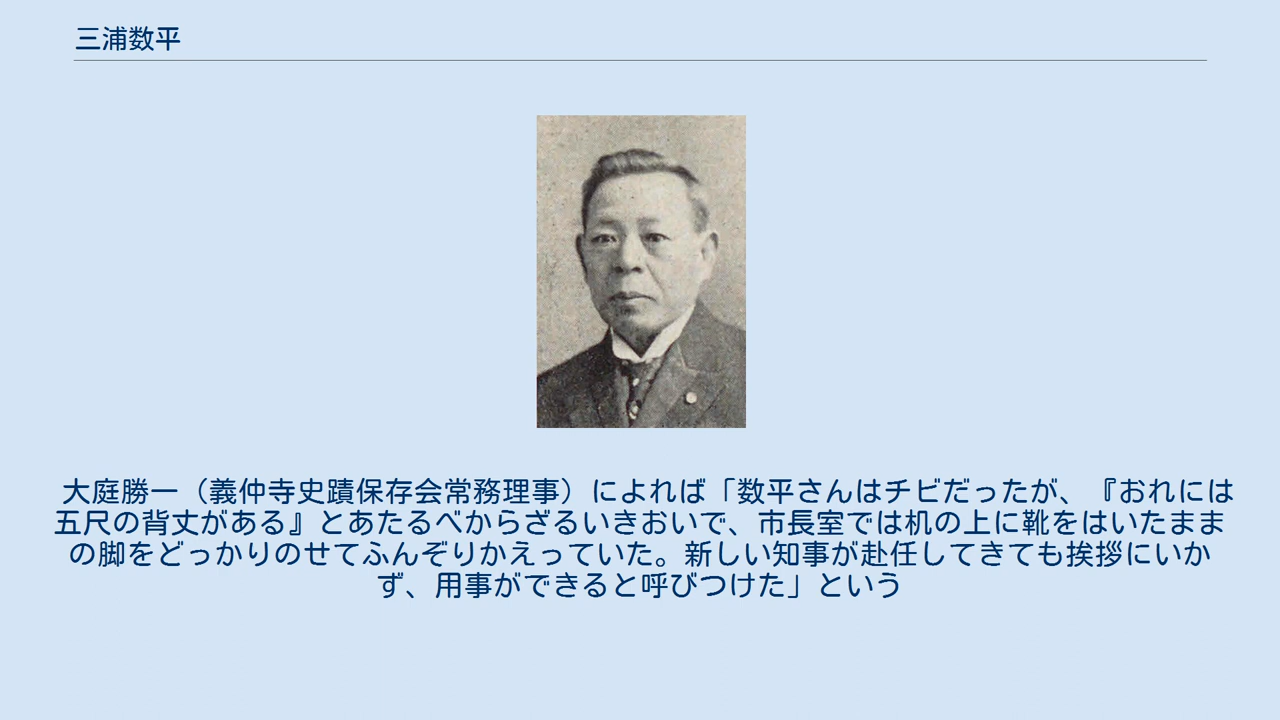 三浦数平
大庭勝一（義仲寺史蹟保存会常務理事）によれば「数平さんはチビだったが、『おれには
五尺の背丈がある』とあたるべからざるいきおいで、市長室では机の上に靴をはいたまま
の脚をどっかりのせてふんぞりかえっていた。新しい知事が赴任してきても挨拶にいか
ず、用事ができると呼びつけた」という